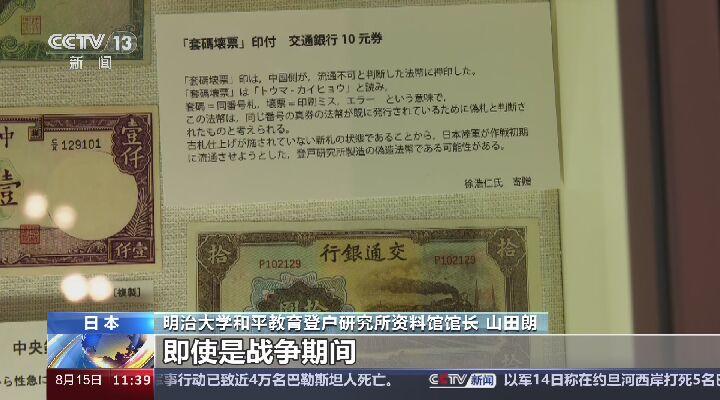 CCTV 13
新闻
「套碼壊票」印付 交通銀行10元券
「套碼壊票」印は，中国側が，流通不可と判断した法幣に押印した。
「套碼壊票」は「トウマ・カイヒョウ」と読み，
套碼＝同番号札，壊票＝印刷ミス，エラー という意味で，
この法幣は，同じ番号の真券の法幣が既に発行されているために偽札と判断さ
れたものと考えられる。
古札仕上げが施されていない新札の状態であることから，日本陸軍が作戦初期
に流通させようとした，登戸研究所製造の偽造法幣である可能性がある。
徐浩仁氏 寄贈
中
壹仟
C/A 129101
壹
壹仟
[複製]
行銀通交
拾
拾
P102129
P102129
中央
ら性急に
日本
明治大学和平教育登户研究所资料馆馆长 山田朗
即使是战争期间
8月15日 11:39
军事行动已致近4万名巴勒斯坦人死亡。
CCTV 新闻
以军14日称在约旦河西岸打死5名